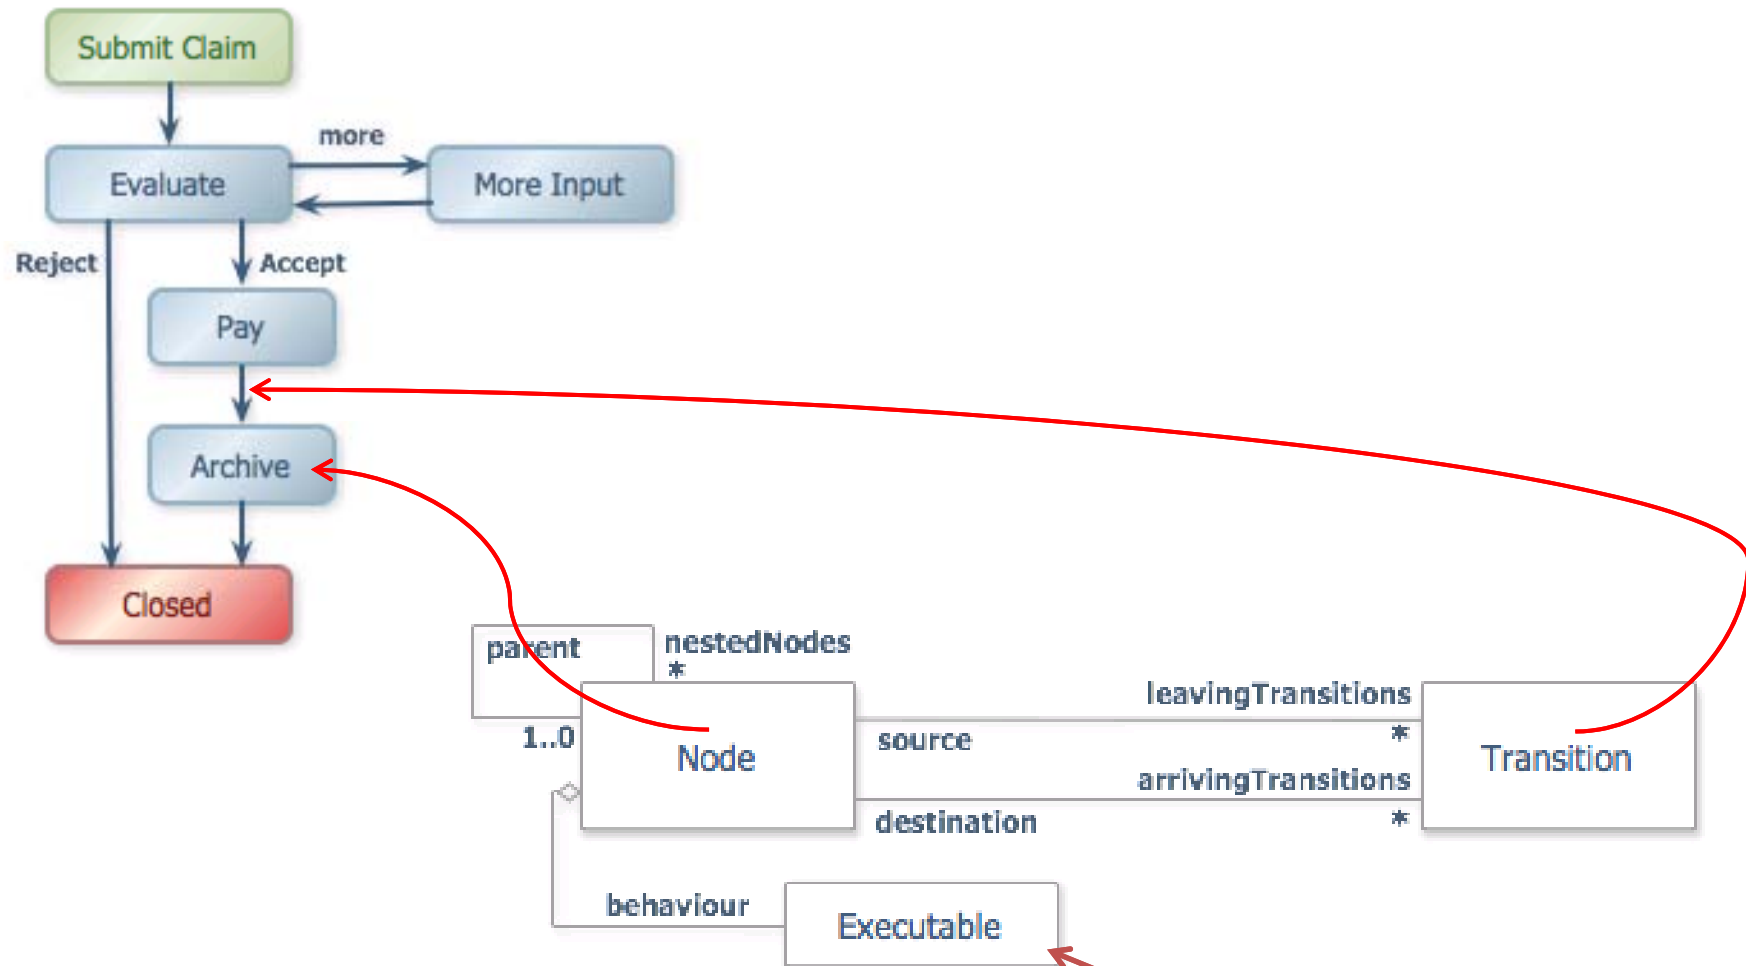 Submit Claim
more
Evaluate
More Input
Reject
Accept
Pay
Archive
Closed
parent
nestedNodes
*
leavingTransitions
1..0
source
*
Node
Transition
arrivingTransitions
destination
*
behaviour
Executable